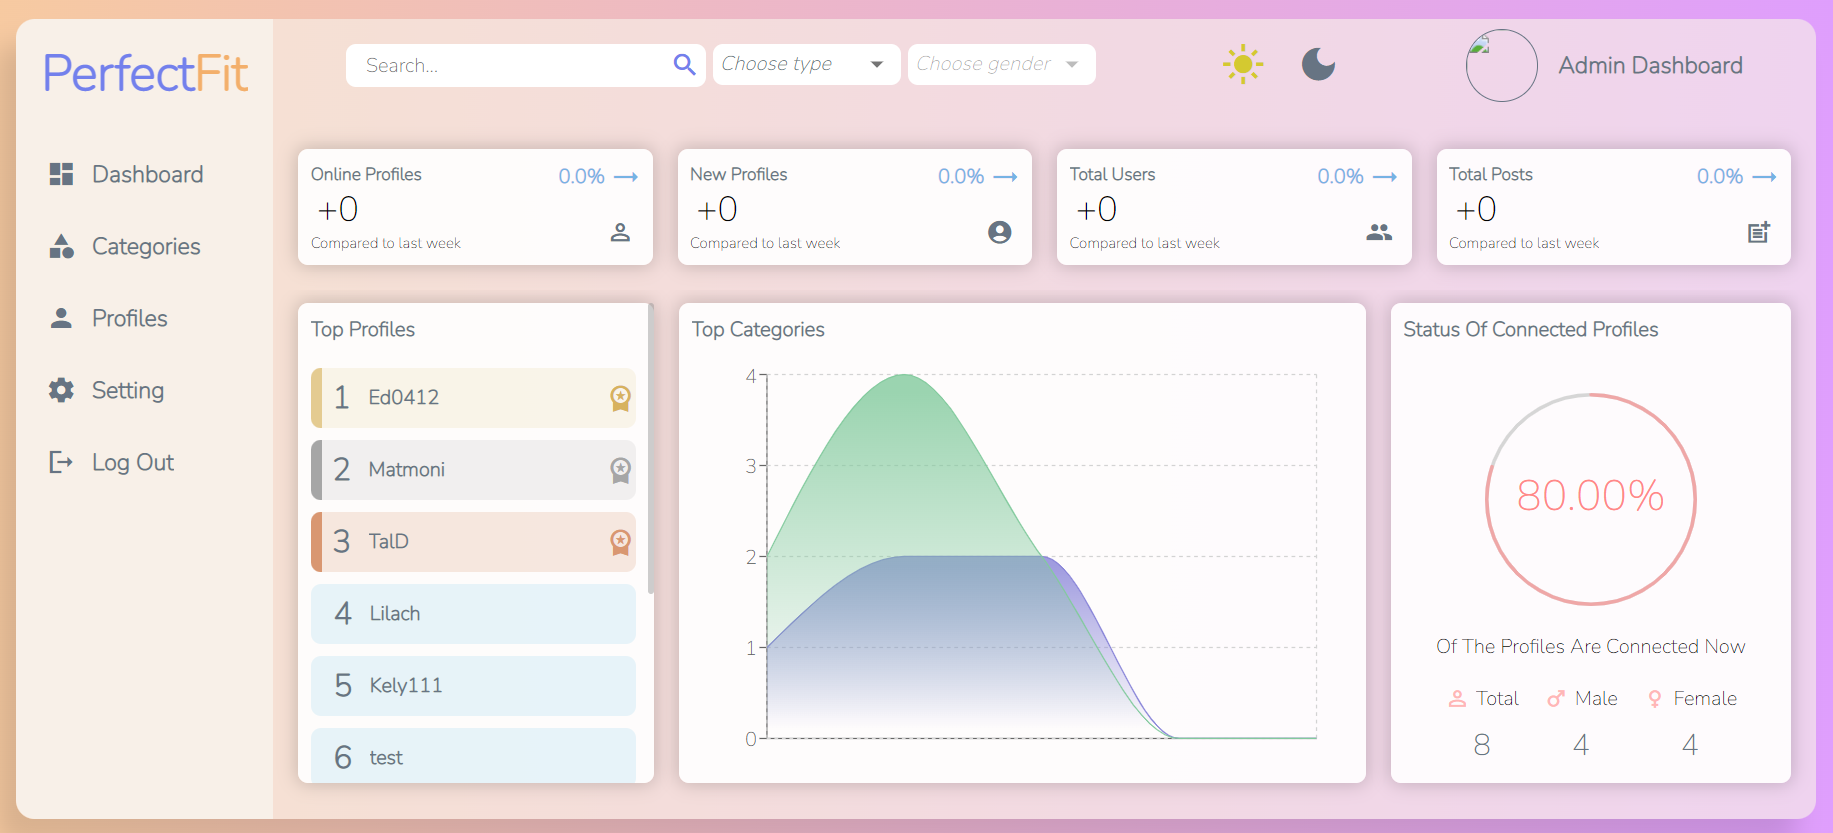 PerfectFit
Search...
Choose type
Choose gender
Admin Dashboard
Dashboard
Categories
Profiles
Setting
Log Out
Online Profiles
0.0%
+0
Compared to last week
New Profiles
0.0%
+0
Compared to last week
Total Users
0.0%
+0
Compared to last week
Total Posts
0.0%
+0
Compared to last week
Top Profiles
1 Ed0412
2 Matmoni
3 TalD
4 Lilach
5 Kely111
6 test
Top Categories
4
3
2
1
0
Status Of Connected Profiles
80.00%
Of The Profiles Are Connected Now
Total Male Female
8 4 4